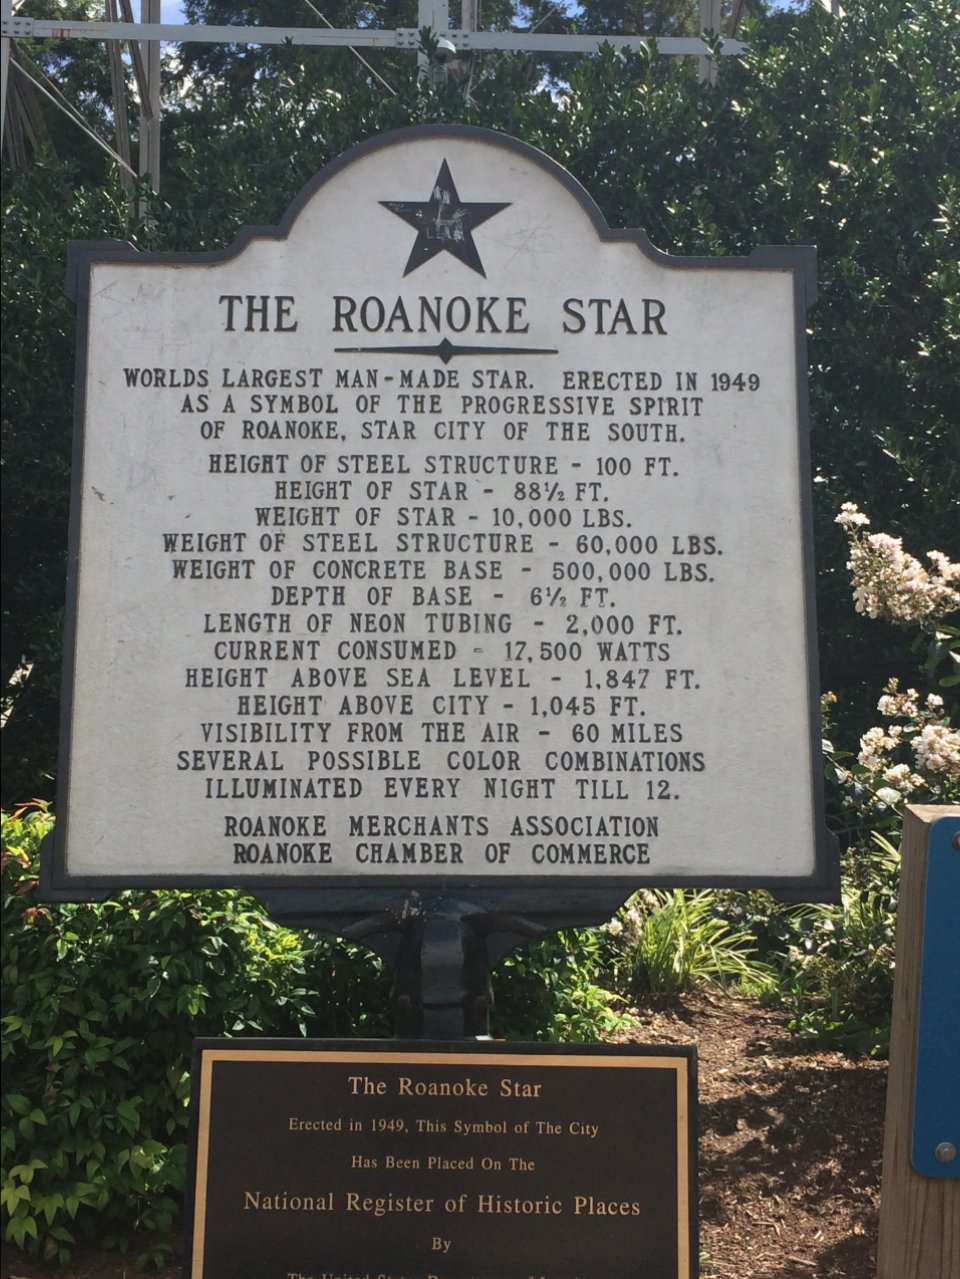 THE ROANOKE STAR
WORLDS LARGEST MAN-MADE STAR. ERECTED IN 1949
AS A SYMBOL OF THE PROGRESSIVE SPIRIT
OF ROANOKE, STAR CITY OF THE SOUTH.
HEIGHT OF STEEL STRUCTURE - 100 FT.
HEIGHT OF STAR - 88½ FT.
WEIGHT OF STAR - 10,000 LBS.
WEIGHT OF STEEL STRUCTURE - 60,000 LBS.
WEIGHT OF CONCRETE BASE - 500,000 LBS.
DEPTH OF BASE - 6½ FT.
LENGTH OF NEON TUBING - 2,000 FT.
CURRENT CONSUMED - 17,500 WATTS
HEIGHT ABOVE SEA LEVEL - 1,847 FT.
HEIGHT ABOVE CITY - 1,045 FT.
VISIBILITY FROM THE AIR - 60 MILES
SEVERAL POSSIBLE COLOR COMBINATIONS
ILLUMINATED EVERY NIGHT TILL 12.
ROANOKE MERCHANTS ASSOCIATION
ROANOKE CHAMBER OF COMMERCE
The Roanoke Star
Erected in 1949, This Symbol of The City
Has Been Placed On The
National Register of Historic Places
By
The United States